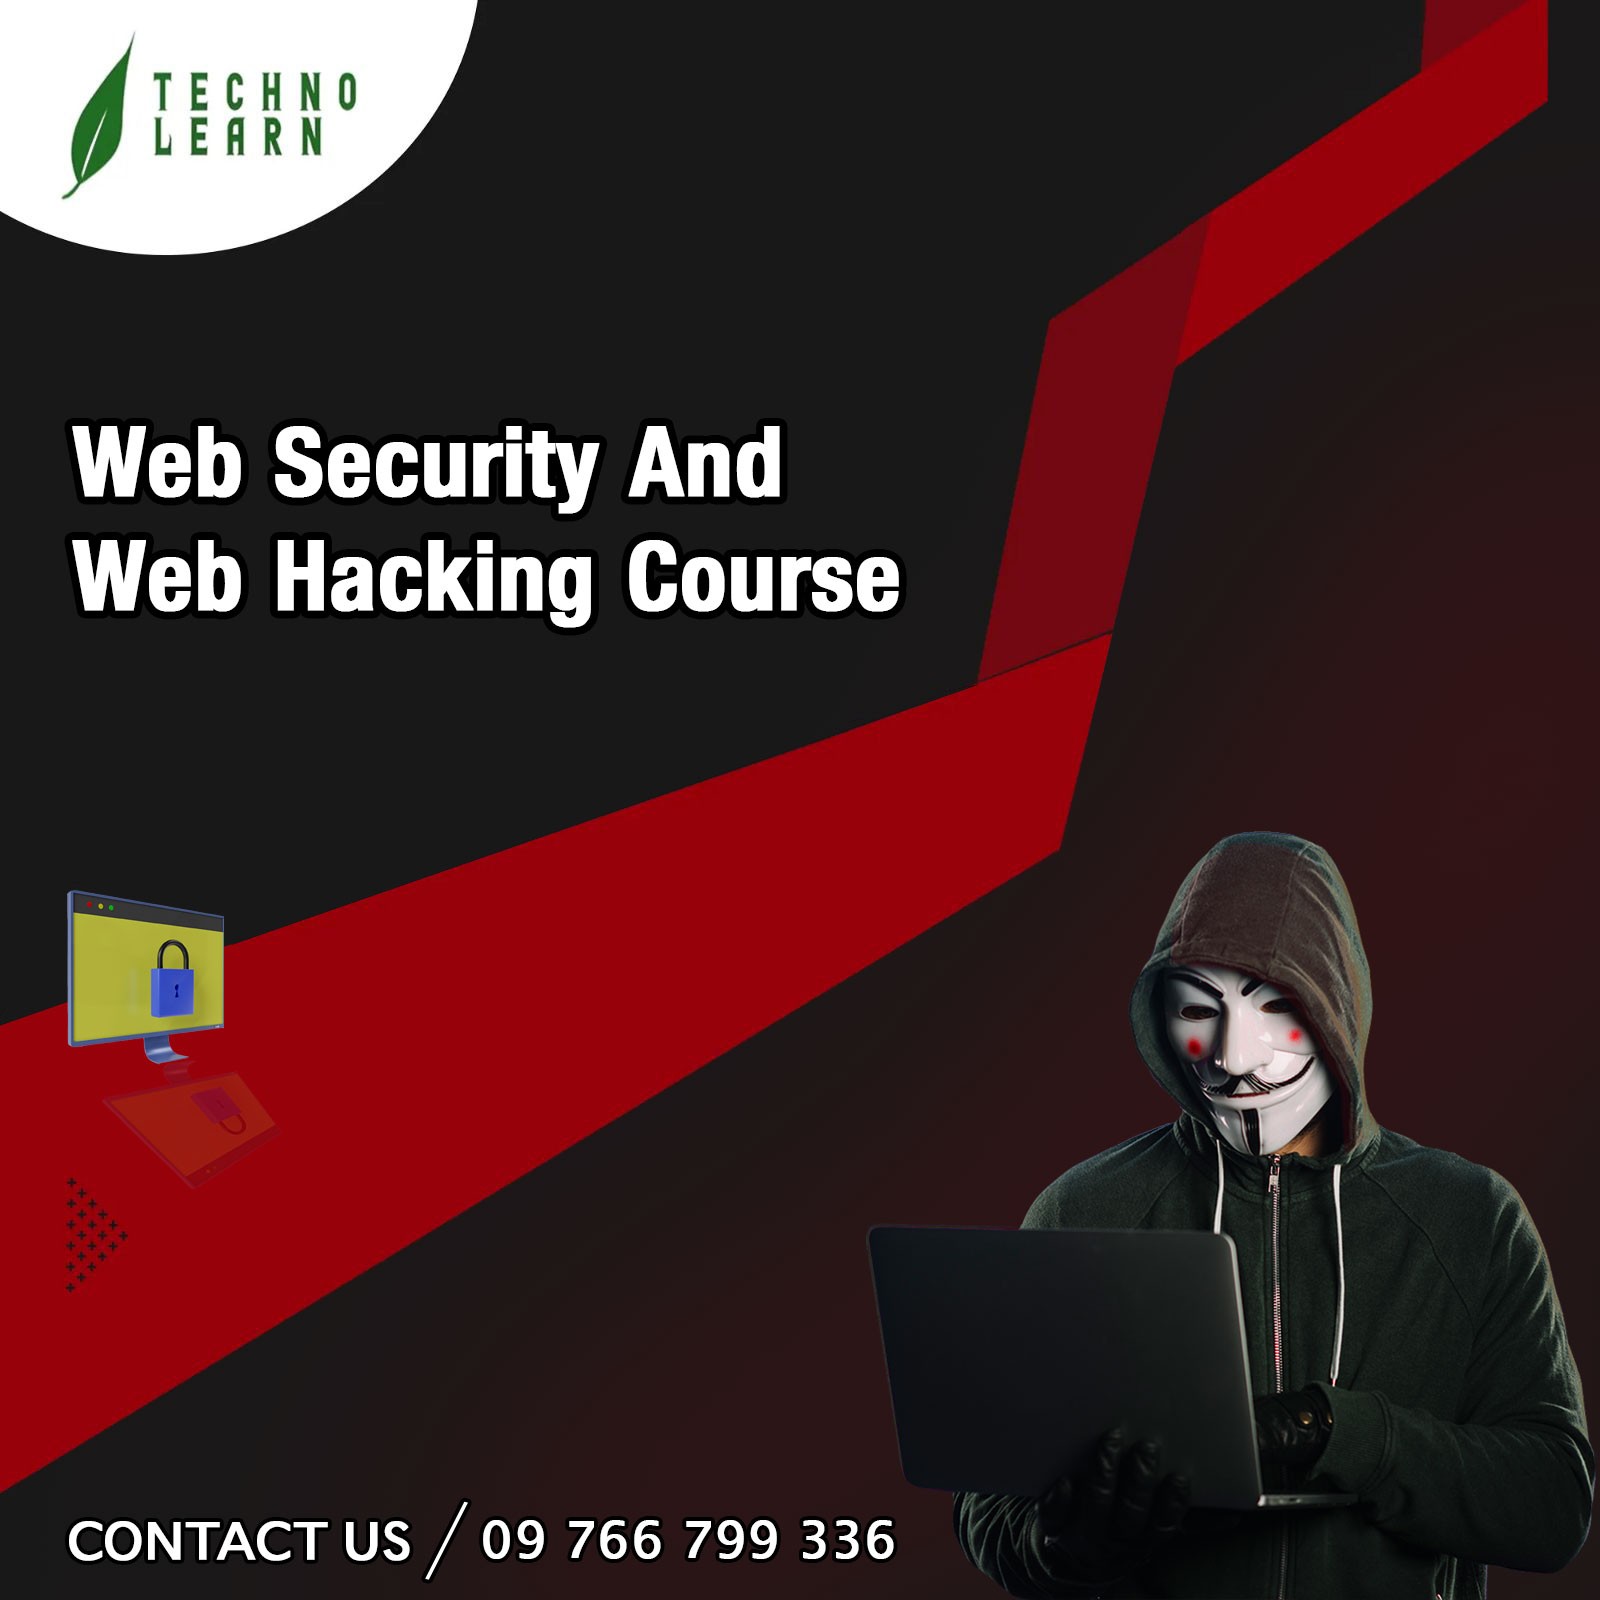 TECHNO
LEARN
Web Security And
Web Hacking Course
CONTACT US / 09 766 799 336